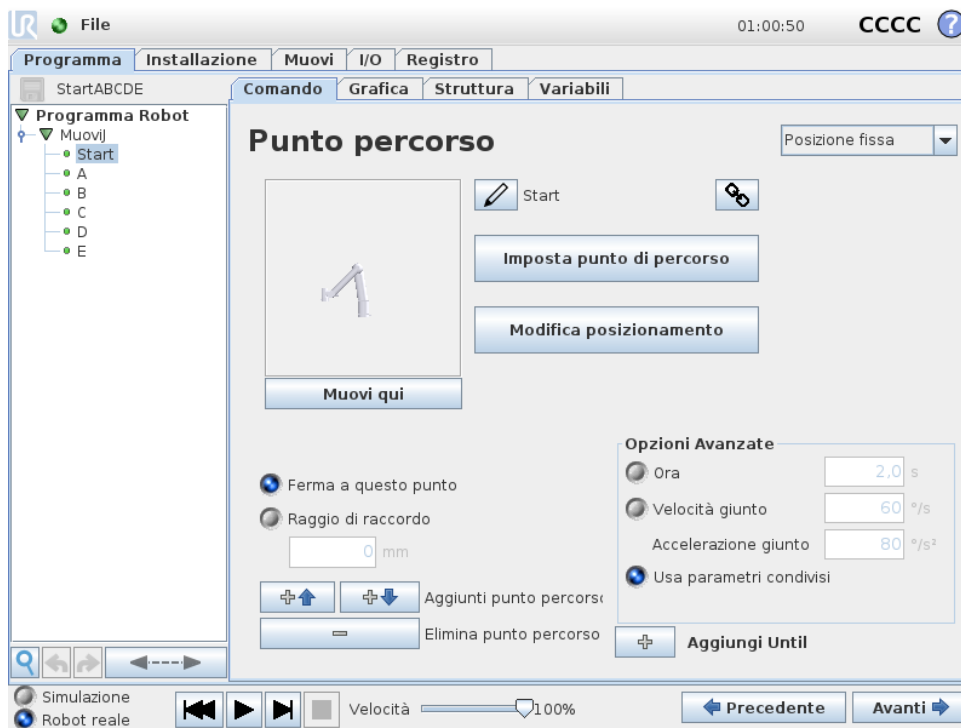 UR File 01:00:50 CCCC ?
Programma Installazione Muovi I/O Registro
StartABCDE
Comando Grafica Struttura Variabili
Programma Robot
MuoviJ
Start
A
B
C
D
E
Punto percorso
Posizione fissa
Start
Imposta punto di percorso
Modifica posizionamento
Muovi qui
Ferma a questo punto
Raggio di raccordo
0 mm
Aggiunti punto percorso
Elimina punto percorso
Opzioni Avanzate
Ora 2,0 s
Velocità giunto 60 °/s
Accelerazione giunto 80 °/s²
Usa parametri condivisi
Aggiungi Until
Simulazione
Robot reale
Velocità 100%
Precedente Avanti